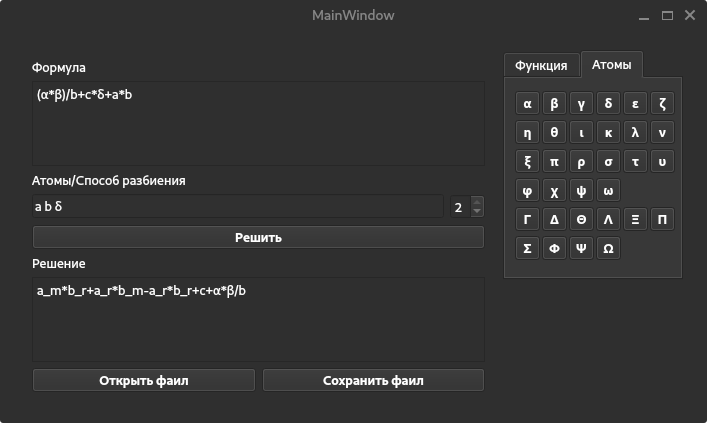 MainWindow
Формула
(α*β)/b+c*δ+a*b
Атомы/Способ разбиения
a b δ
2
Решить
Решение
a_m*b_r+a_r*b_m-a_r*b_r+c+α*β/b
Открыть фаил
Сохранить фаил
Функция
Атомы
α β γ δ ε ζ
η θ ι κ λ ν
ξ π ρ σ τ υ
φ χ ψ ω
Γ Δ Θ Λ Ξ Π
Σ Φ Ψ Ω